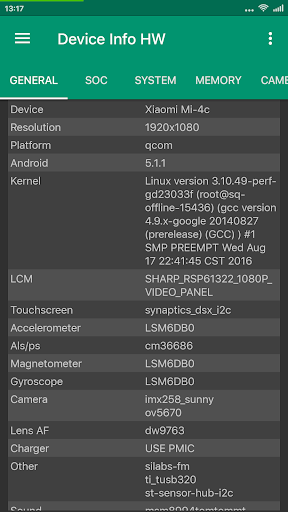 13:17
Device Info HW
GENERAL SOC SYSTEM MEMORY CAME
Device Xiaomi Mi-4c
Resolution 1920x1080
Platform qcom
Android 5.1.1
Kernel Linux version 3.10.49-perf-
gd23033f (root@sq-
offline-15436) (gcc version
4.9.x-google 20140827
(prerelease) (GCC) ) #1
SMP PREEMPT Wed Aug
17 22:41:45 CST 2016
LCM SHARP_RSP61322_1080P_
VIDEO_PANEL
Touchscreen synaptics_dsx_i2c
Accelerometer LSM6DB0
Als/ps cm36686
Magnetometer LSM6DB0
Gyroscope LSM6DB0
Camera imx258_sunny
ov5670
Lens AF dw9763
Charger USE PMIC
Other silabs-fm
ti_tusb320
st-sensor-hub-i2c
Sound msm8994tomtommt